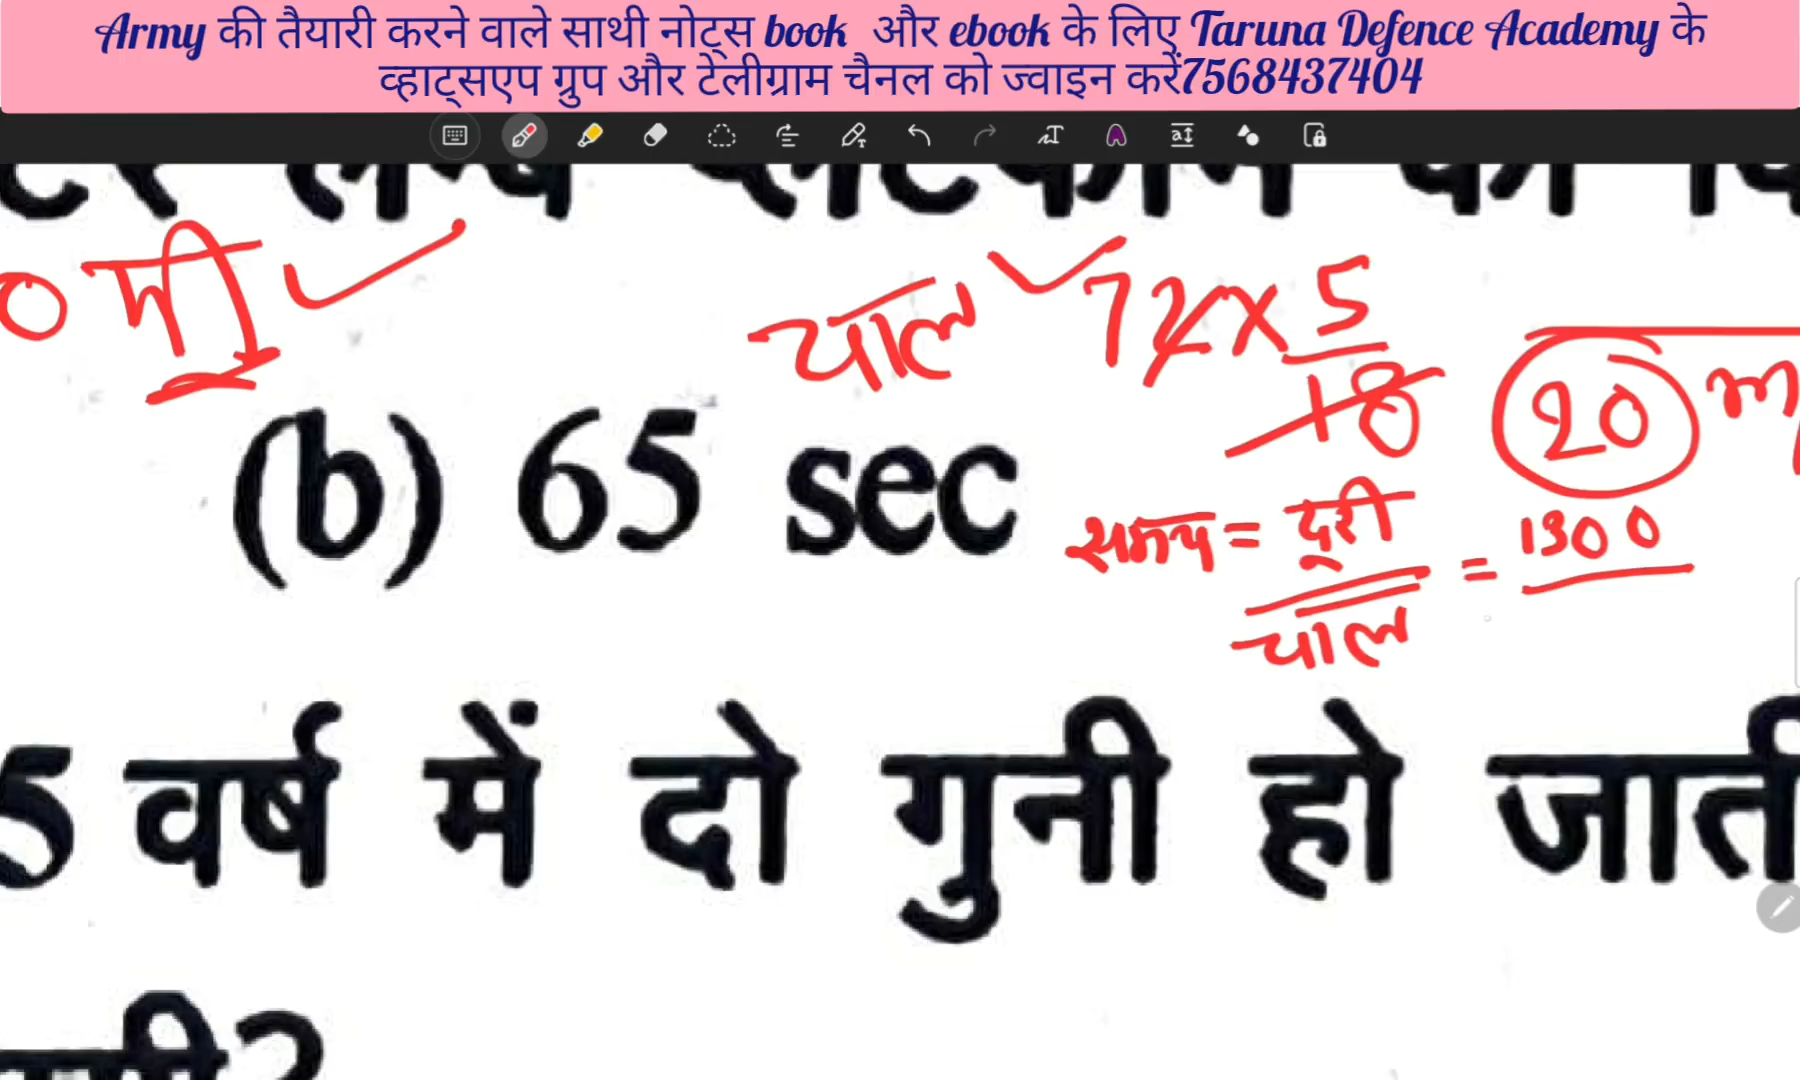 Army की तैयारी करने वाले साथी नोट्स book और ebook के लिए Taruna Defence Academy के
व्हाट्सएप ग्रुप और टेलीग्राम चैनल को ज्वाइन करें7568437404
0 मी
चाल 72 × 5
18
20
(b) 65 sec
समय = दूरी = 1300
चाल
5 वर्ष में दो गुनी हो जाती